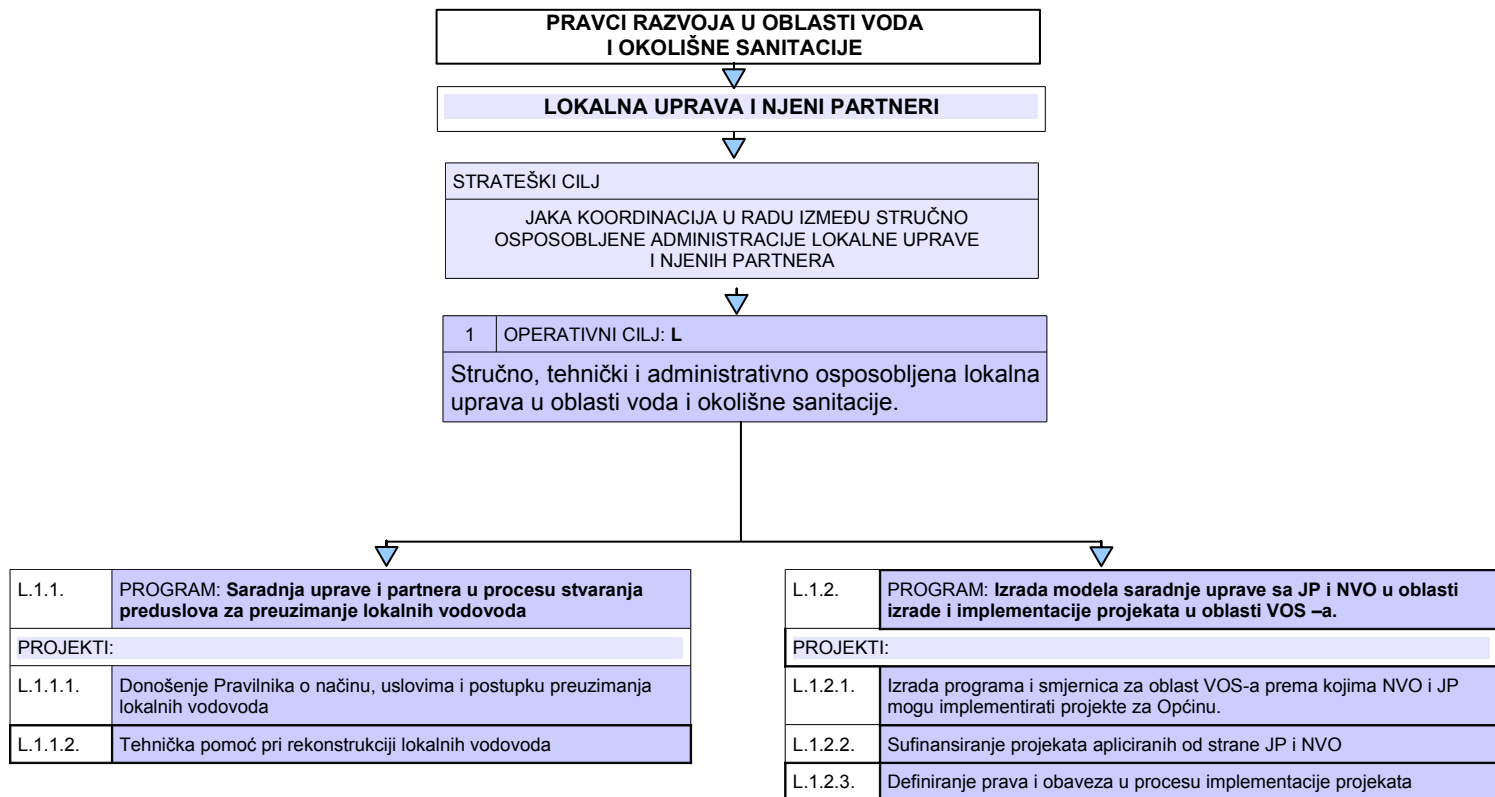 PRAVCI RAZVOJA U OBLASTI VODA
I OKOLIŠNE SANITACIJE
LOKALNA UPRAVA I NJENI PARTNERI
STRATEŠKI CILJ
JAKA KOORDINACIJA U RADU IZMEĐU STRUČNO
OSPOSOBLJENE ADMINISTRACIJE LOKALNE UPRAVE
I NJENIH PARTNERA
1 OPERATIVNI CILJ: L
Stručno, tehnički i administrativno osposobljena lokalna
uprava u oblasti voda i okolišne sanitacije.
L.1.1. PROGRAM: Saradnja uprave i partnera u procesu stvaranja
preduslova za preuzimanje lokalnih vodovoda
PROJEKTI:
L.1.1.1. Donošenje Pravilnika o načinu, uslovima i postupku preuzimanja
lokalnih vodovoda
L.1.1.2. Tehnička pomoć pri rekonstrukciji lokalnih vodovoda
L.1.2. PROGRAM: Izrada modela saradnje uprave sa JP i NVO u oblasti
izrade i implementacije projekata u oblasti VOS –a.
PROJEKTI:
L.1.2.1. Izrada programa i smjernica za oblast VOS-a prema kojima NVO i JP
mogu implementirati projekte za Općinu.
L.1.2.2. Sufinansiranje projekata apliciranih od strane JP i NVO
L.1.2.3. Definiranje prava i obaveza u procesu implementacije projekata